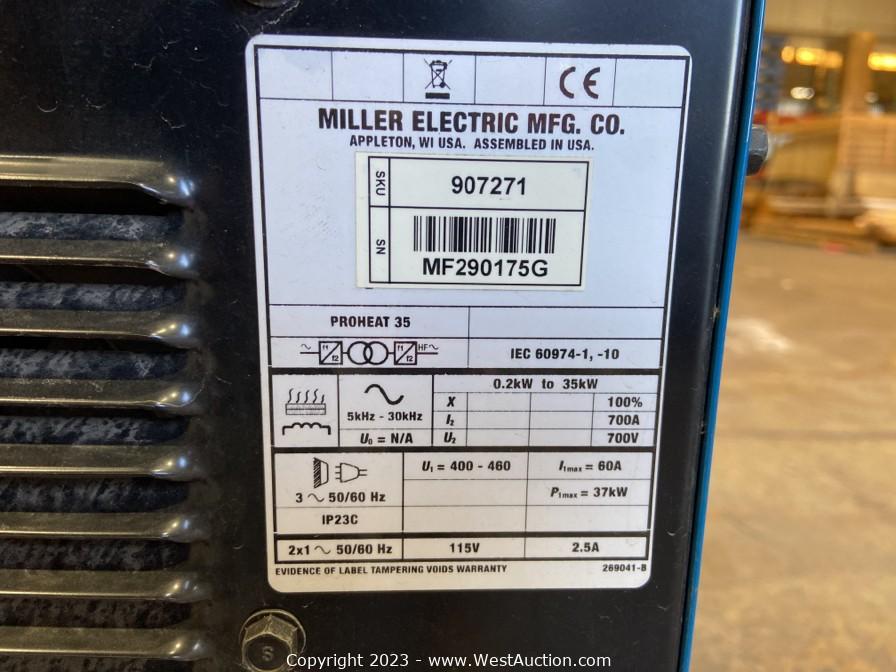 CE
MILLER ELECTRIC MFG. CO.
APPLETON, WI USA. ASSEMBLED IN USA.
SKU 907271
SN
MF290175G
PROHEAT 35
f1 f2 f1 f2 HF
IEC 60974-1, -10
0.2kW to 35kW
5kHz - 30kHz
X 100%
I2 700A
U0 = N/A
U2 700V
U1 = 400 - 460 I1max = 60A
3 ~ 50/60 Hz
P1max = 37kW
IP23C
2x1 ~ 50/60 Hz 115V 2.5A
EVIDENCE OF LABEL TAMPERING VOIDS WARRANTY 269041-B
S
Copyright 2023 - www.WestAuction.com